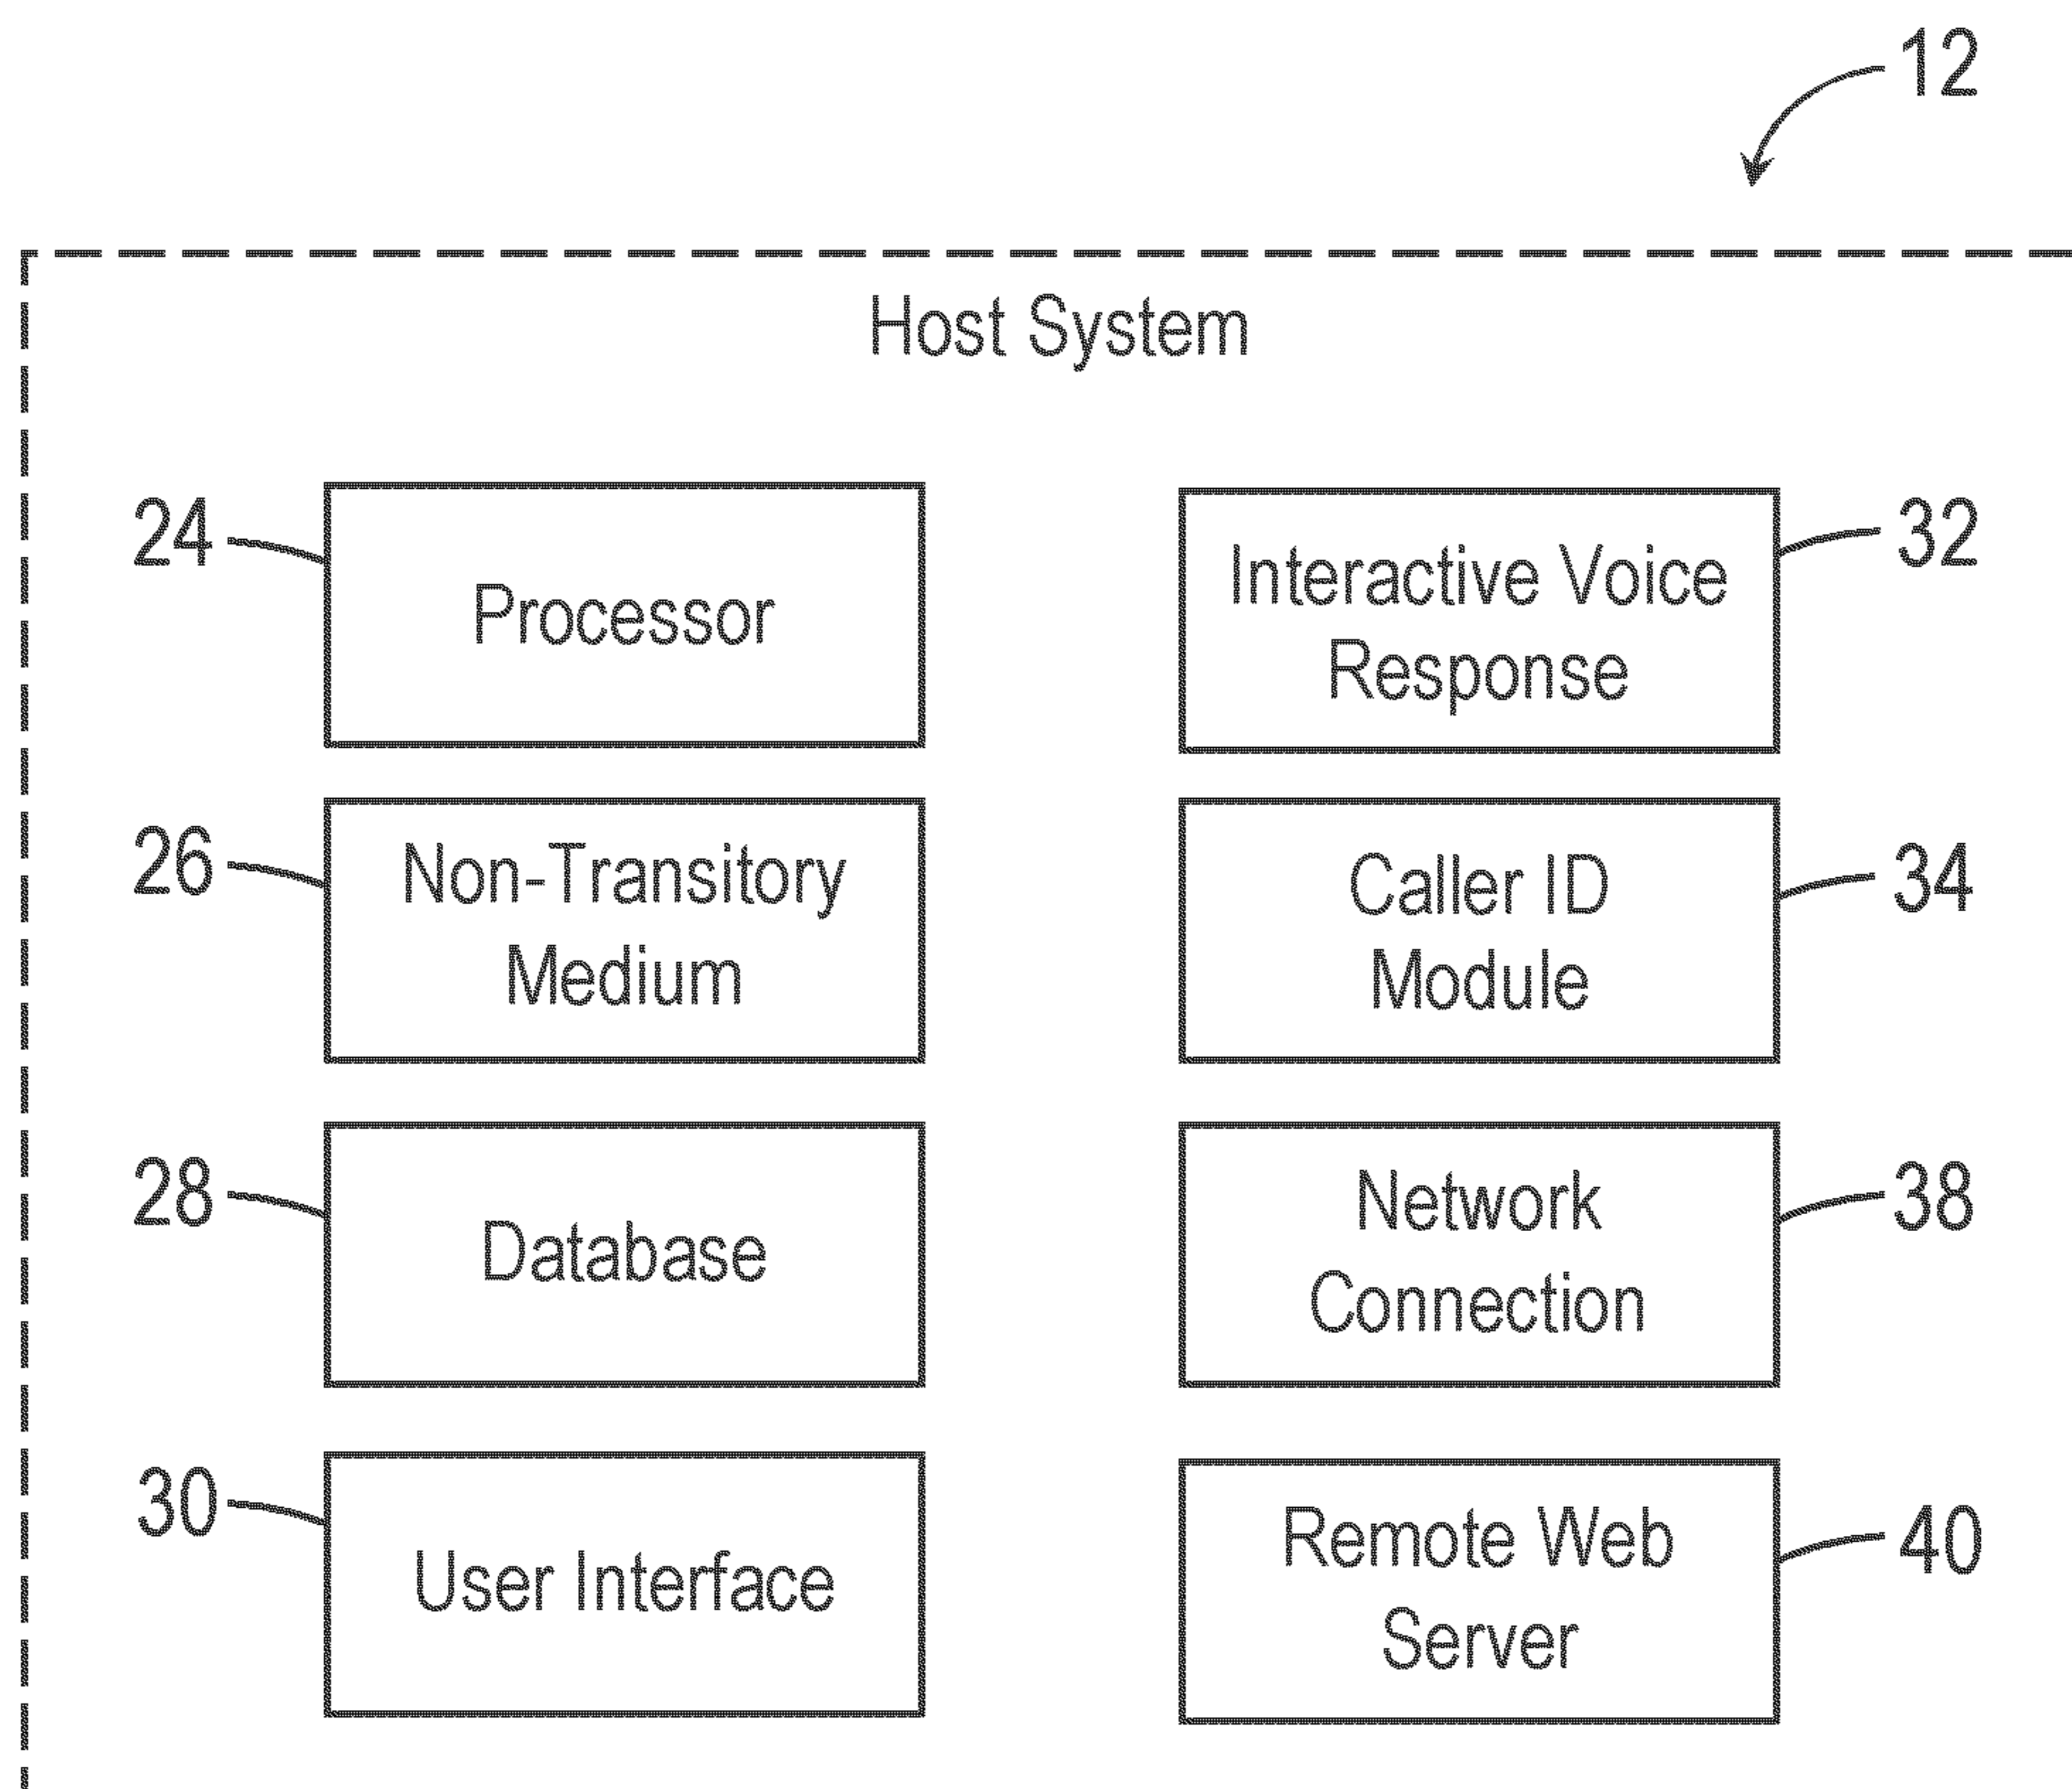 12
Host System
24
Processor
32
Interactive Voice
Response
26
Non-Transitory
Medium
34
Caller ID
Module
28
Database
38
Network
Connection
30
User Interface
40
Remote Web
Server